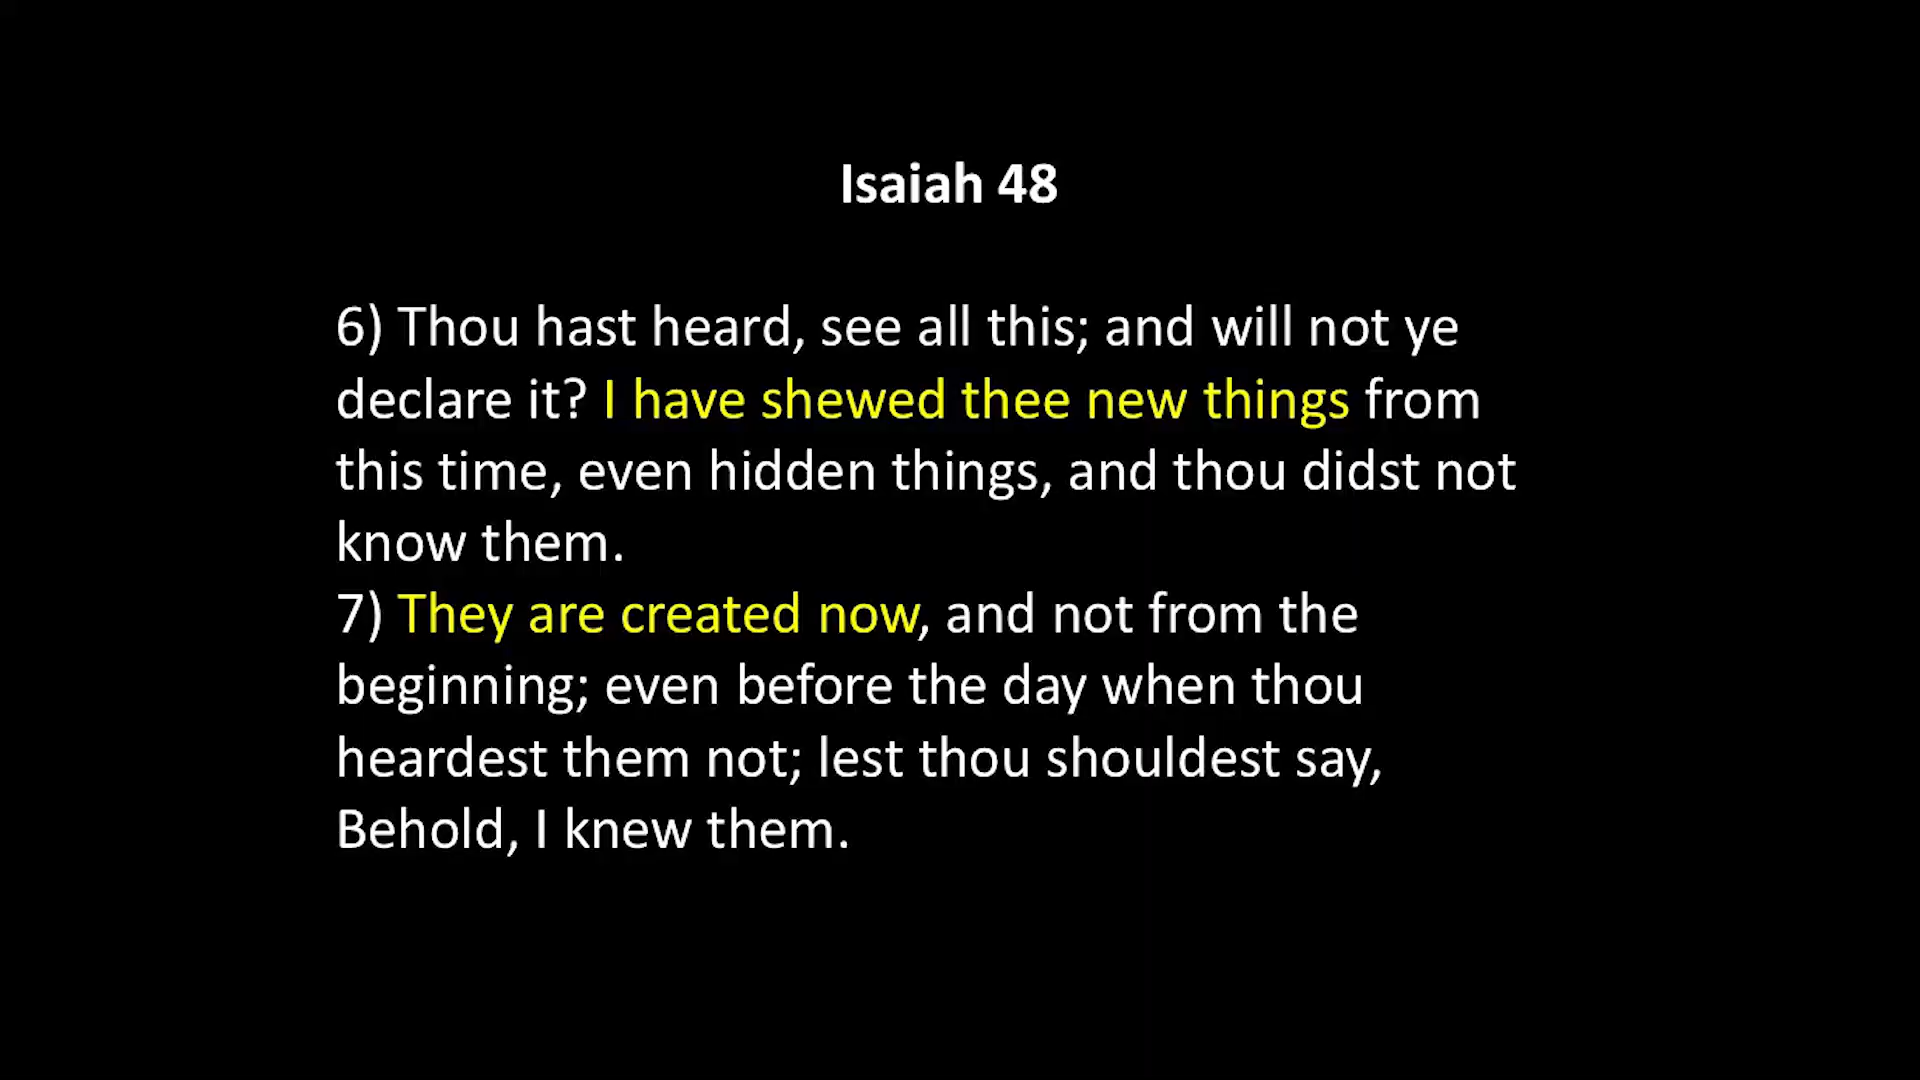 Isaiah 48
6) Thou hast heard, see all this; and will not ye
declare it? I have shewed thee new things from
this time, even hidden things, and thou didst not
know them.
7) They are created now, and not from the
beginning; even before the day when thou
heardest them not; lest thou shouldest say,
Behold, I knew them.